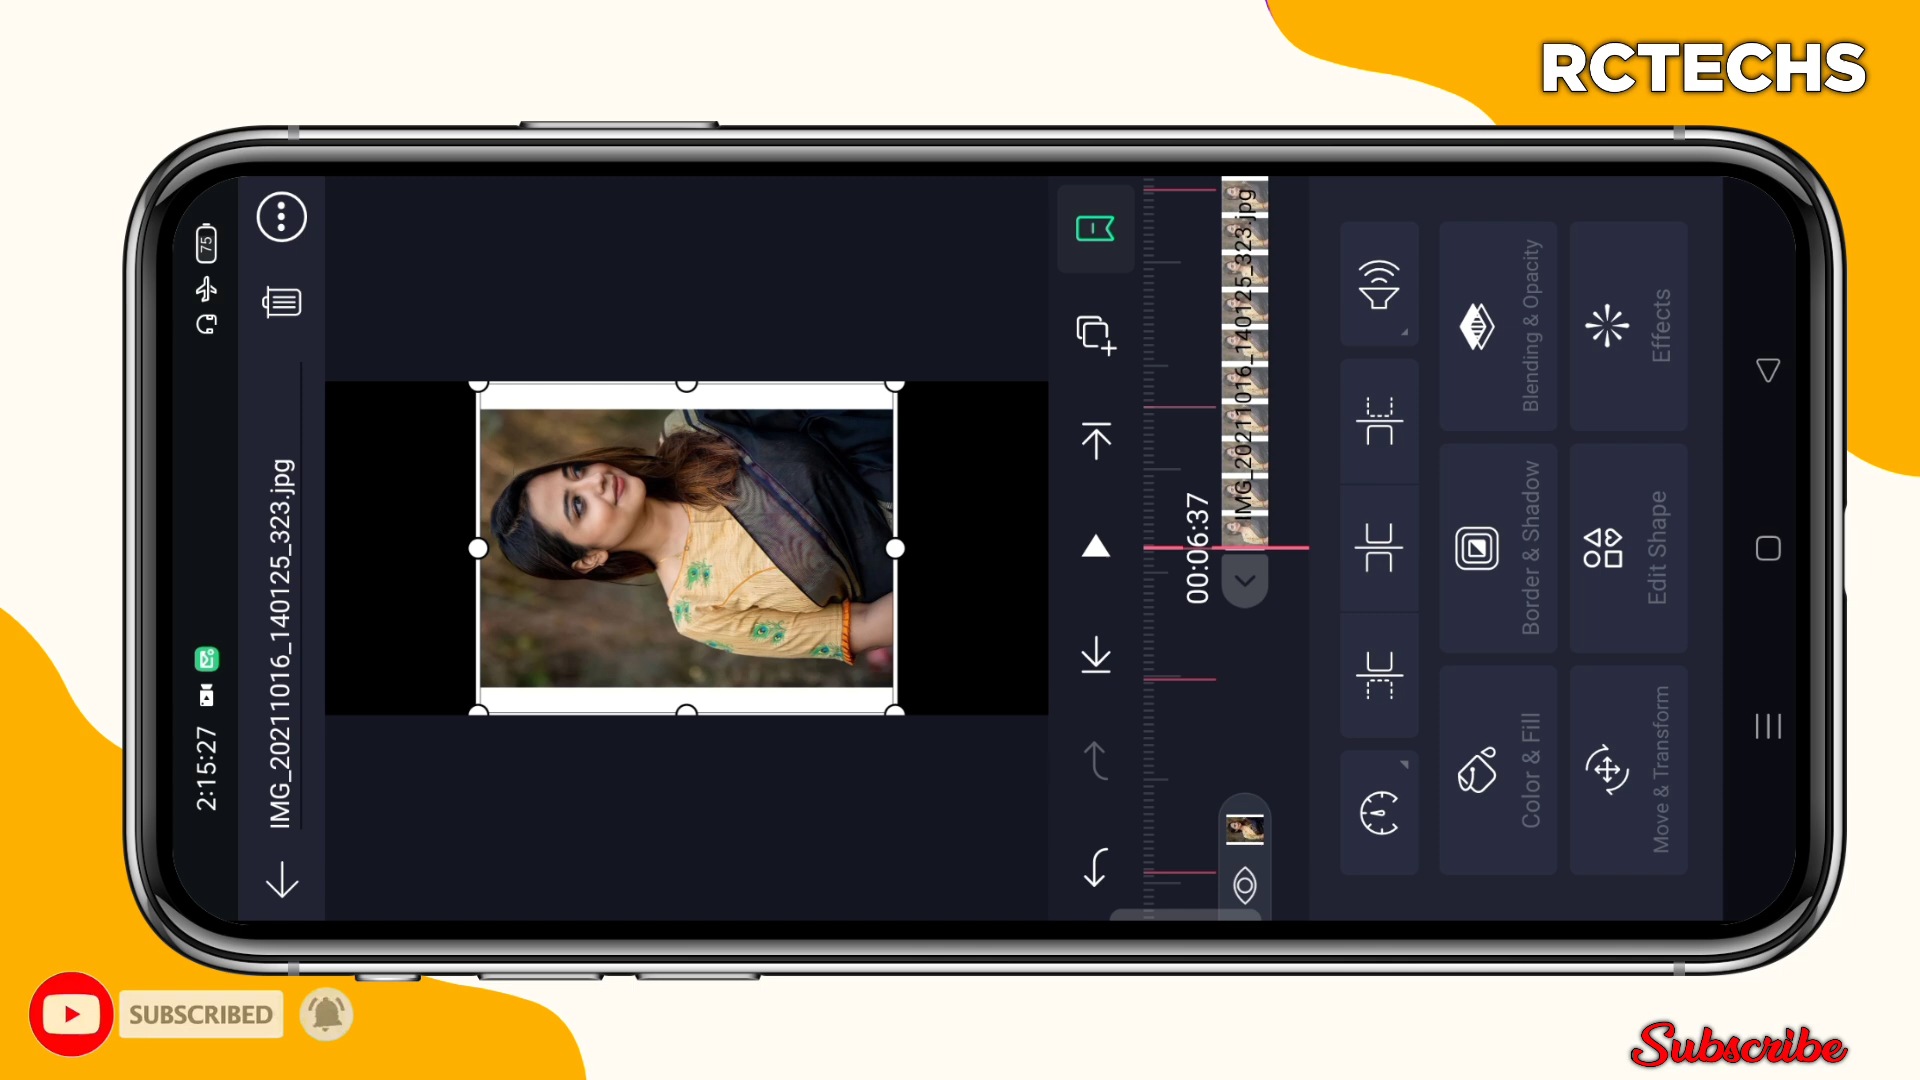 RCTECHS
2:15:27
75
IMG_20211016_140125_323.jpg
00:06:37
IMG_20211016_140125_323.jpg
Color & Fill
Border & Shadow
Blending & Opacity
Move & Transform
Edit Shape
Effects
SUBSCRIBED
Subscribe